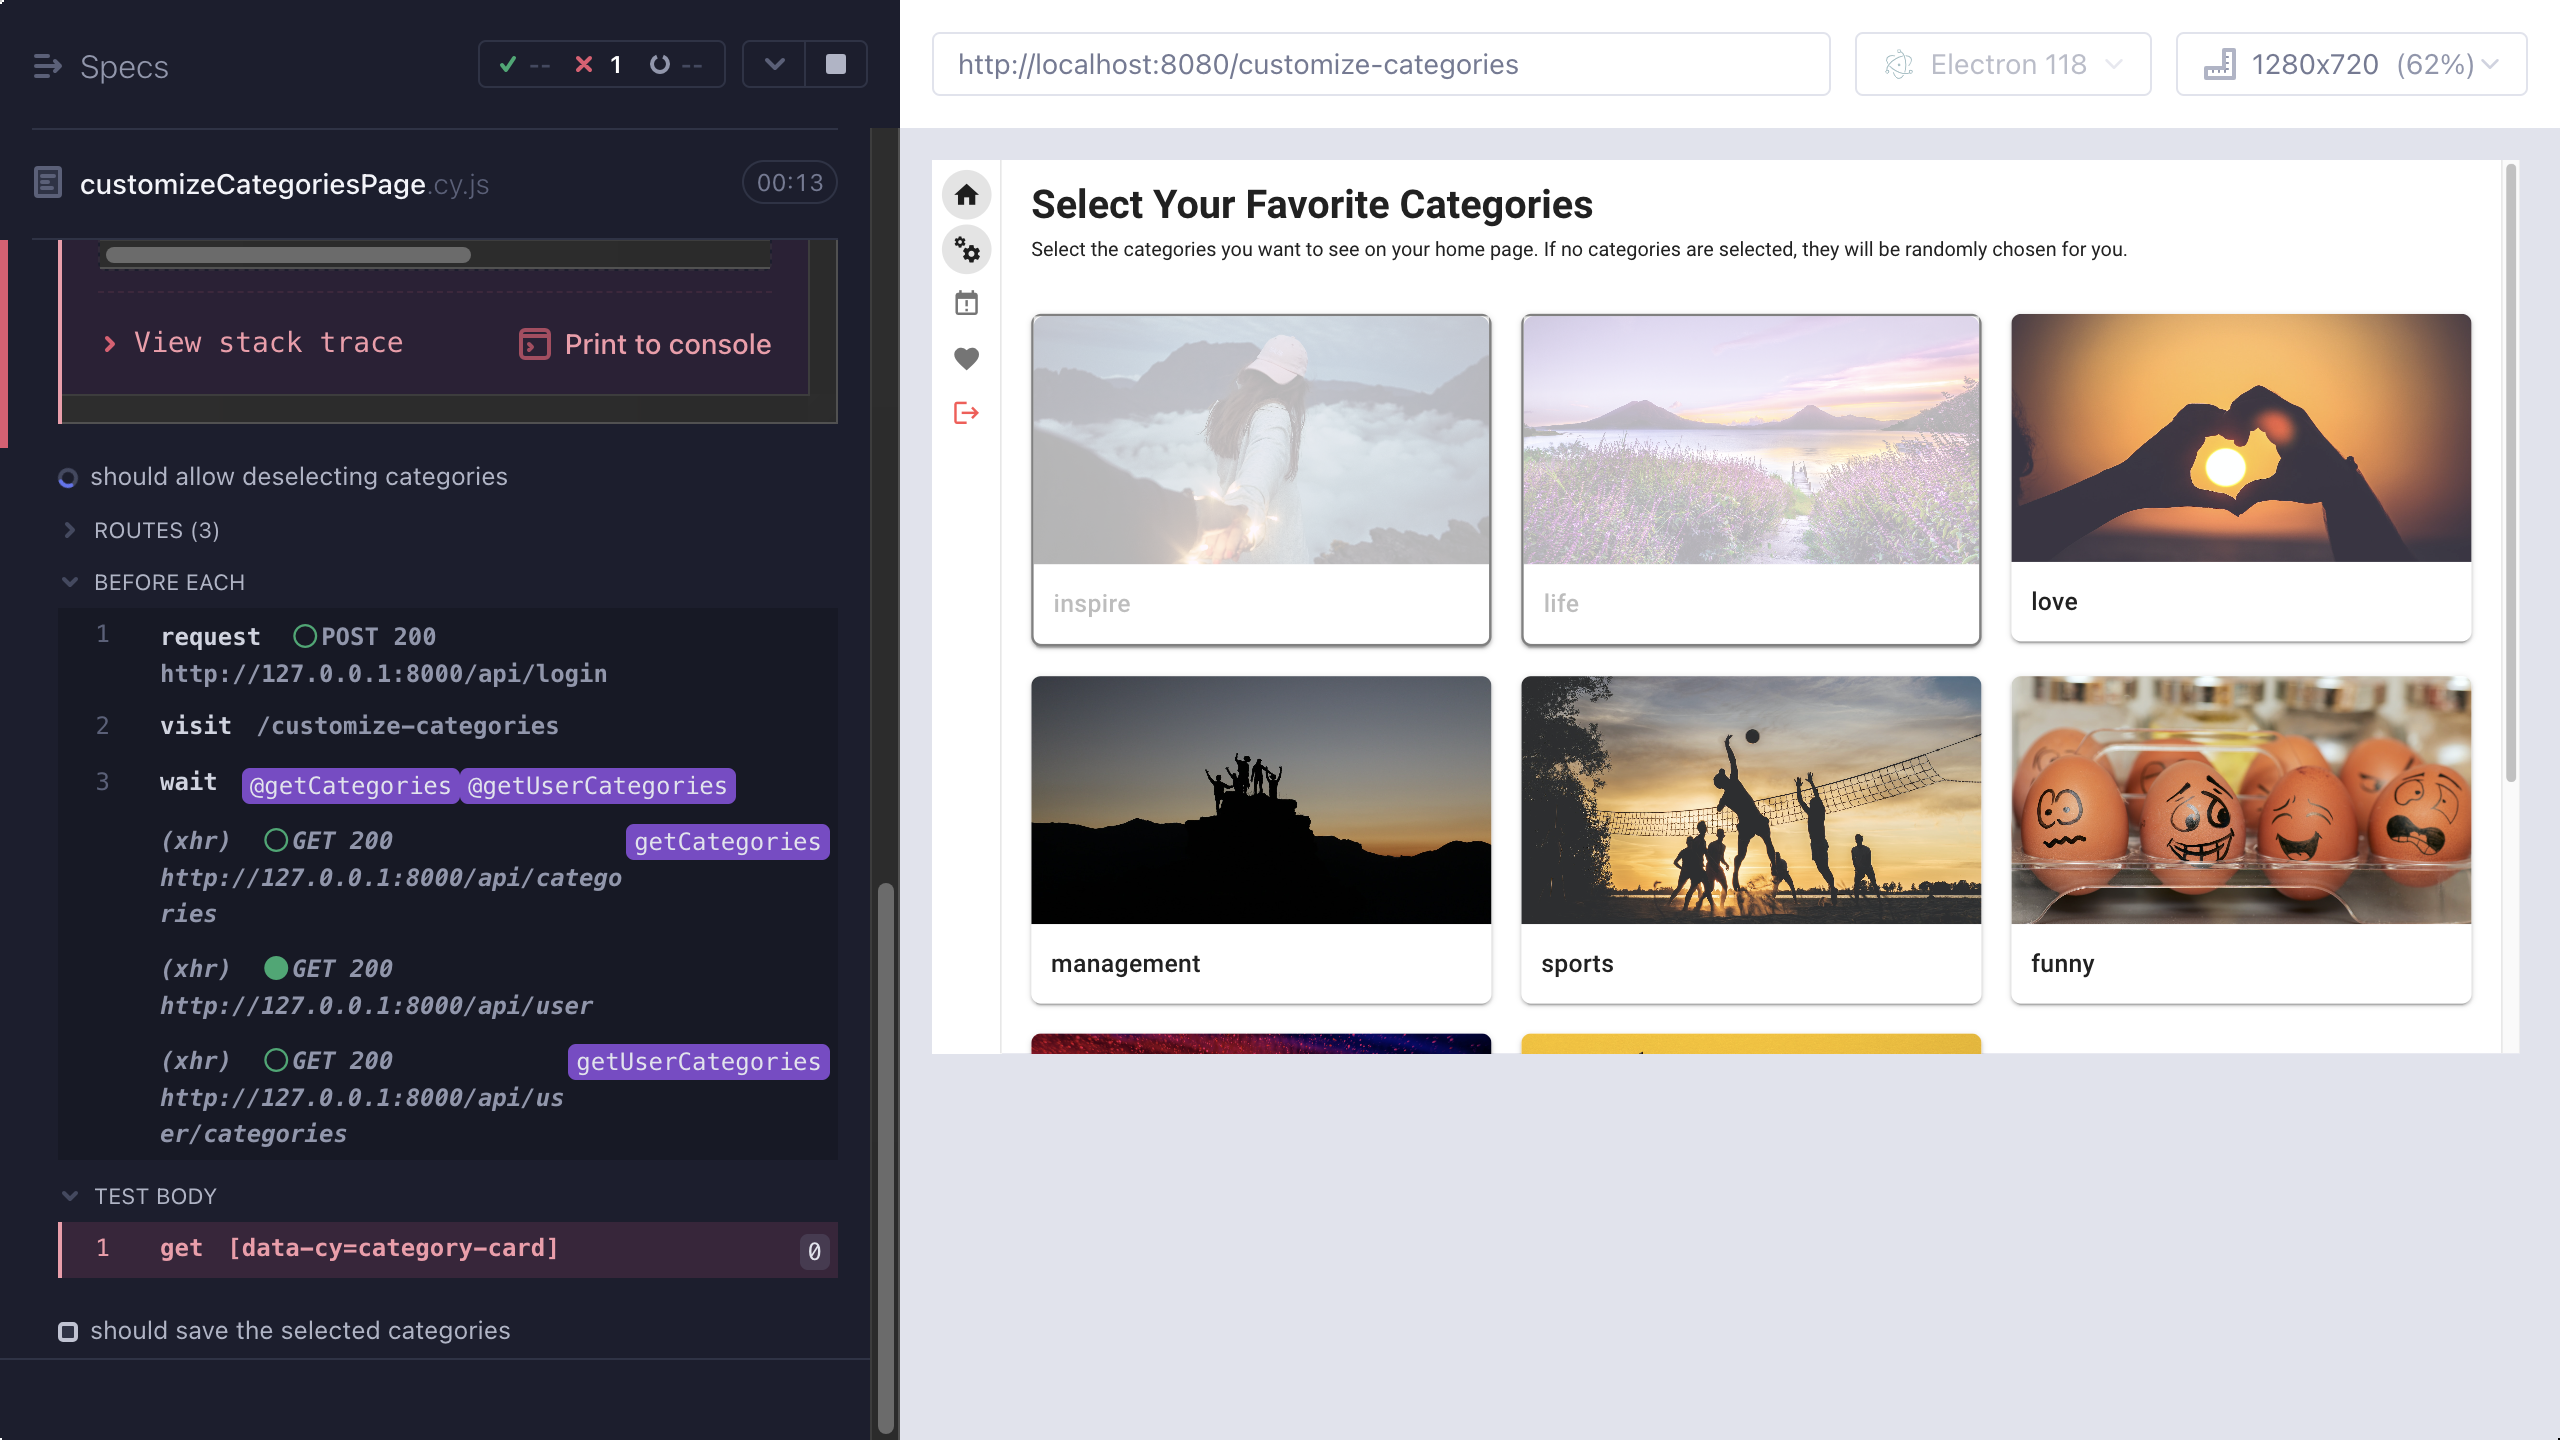 Specs
-- 1 --
customizeCategoriesPage.cy.js 00:13
View stack trace Print to console
should allow deselecting categories
ROUTES (3)
BEFORE EACH
1 request POST 200
http://127.0.0.1:8000/api/login
2 visit /customize-categories
3 wait @getCategories @getUserCategories
(xhr) GET 200 getCategories
http://127.0.0.1:8000/api/catego
ries
(xhr) GET 200
http://127.0.0.1:8000/api/user
(xhr) GET 200 getUserCategories
http://127.0.0.1:8000/api/us
er/categories
TEST BODY
1 get [data-cy=category-card] 0
should save the selected categories
http://localhost:8080/customize-categories
Electron 118
1280x720 (62%)
Select Your Favorite Categories
Select the categories you want to see on your home page. If no categories are selected, they will be randomly chosen for you.
inspire
life
love
management
sports
funny